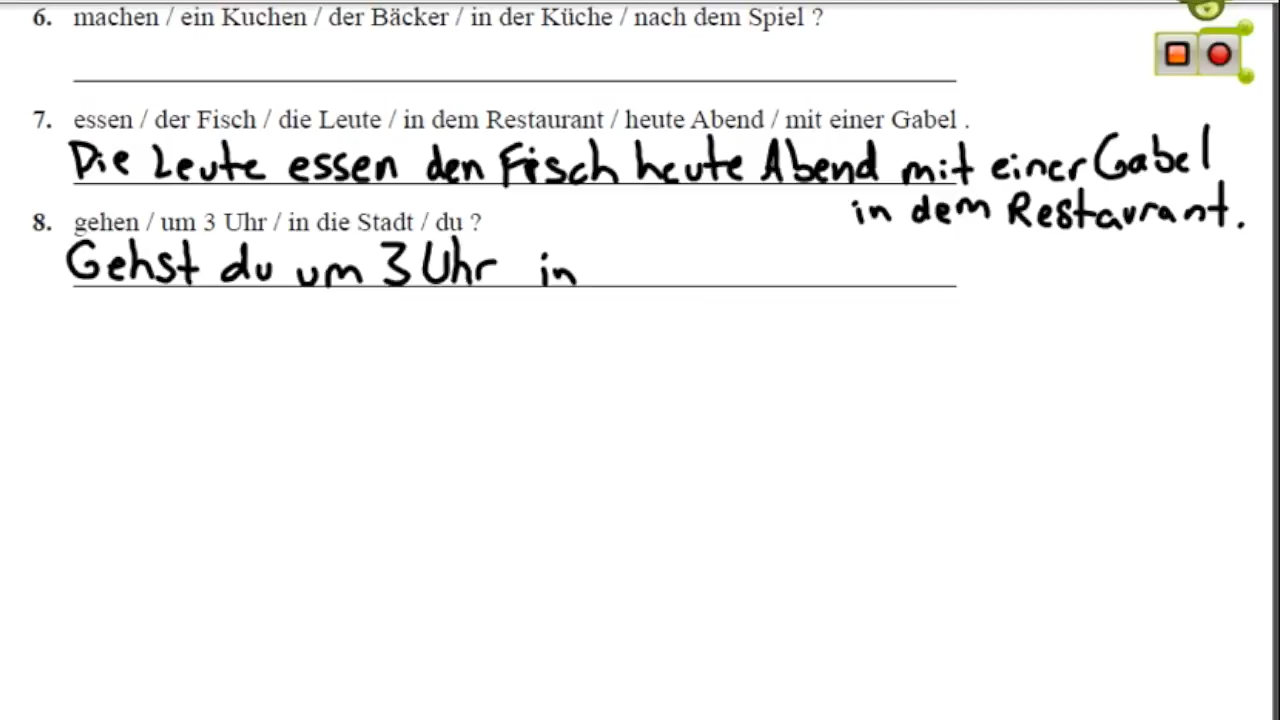 6. machen / ein Kuchen / der Bäcker / in der Küche / nach dem Spiel ?
7. essen / der Fisch / die Leute / in dem Restaurant / heute Abend / mit einer Gabel .
Die Leute essen den Fisch heute Abend mit einer Gabel
in dem Restaurant.
8. gehen / um 3 Uhr / in die Stadt / du ?
Gehst du um 3 Uhr in